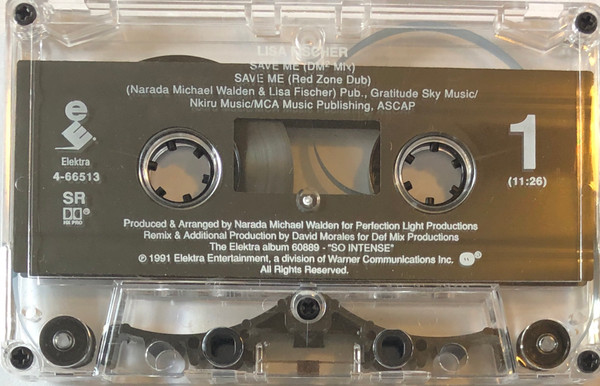 LISA FISCHER
SAVE ME (DM² MIX)
SAVE ME (Red Zone Dub)
(Narada Michael Walden & Lisa Fischer) Pub., Gratitude Sky Music/
Nkiru Music/MCA Music Publishing, ASCAP
1
(11:26)
Elektra
4-66513
SR
HX PRO
Produced & Arranged by Narada Michael Walden for Perfection Light Productions
Remix & Additional Production by David Morales for Def Mix Productions
The Elektra album 60889 - "SO INTENSE"
℗ © 1991 Elektra Entertainment, a division of Warner Communications Inc.
All Rights Reserved.